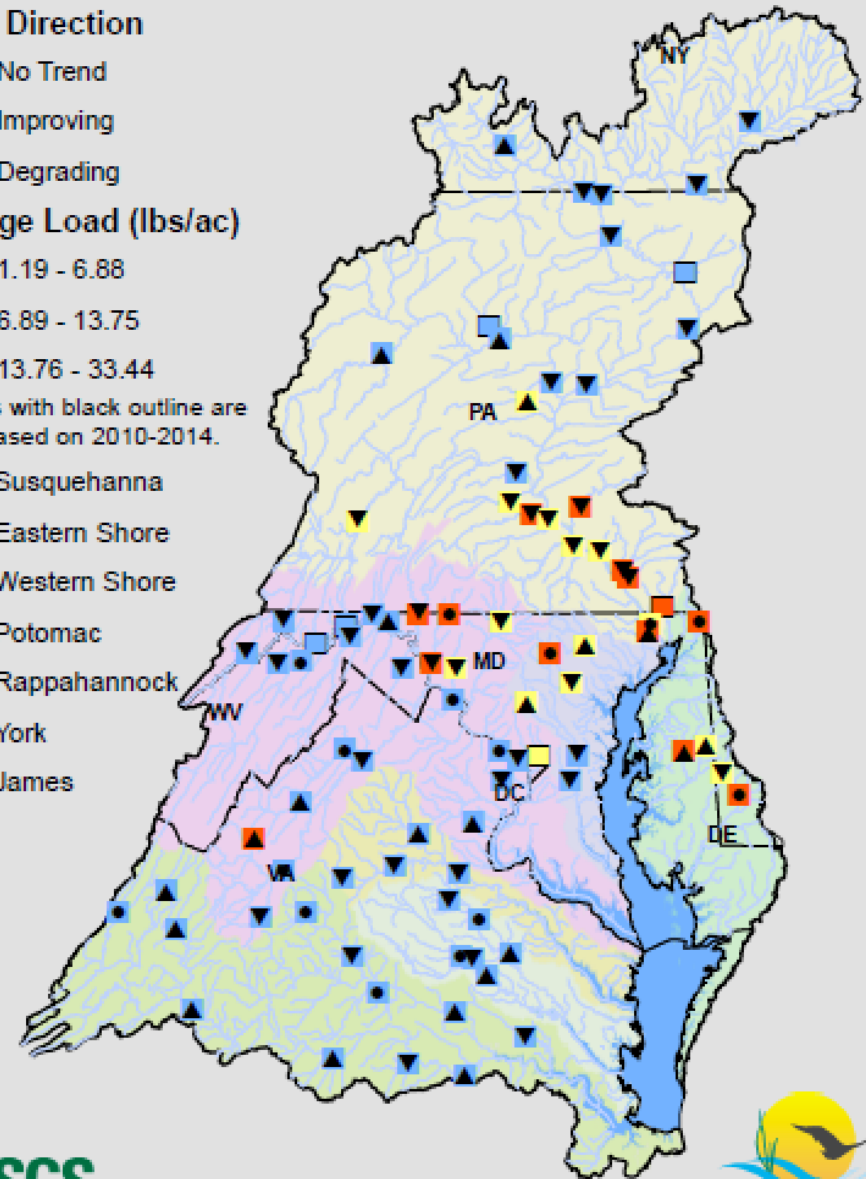 Direction
No Trend
Improving
Degrading
ge Load (lbs/ac)
1.19 - 6.88
6.89 - 13.75
13.76 - 33.44
s with black outline are
ased on 2010-2014.
Susquehanna
Eastern Shore
Western Shore
Potomac
Rappahannock
York
James
NY
PA
MD
WV
DC
DE
VA
SGS